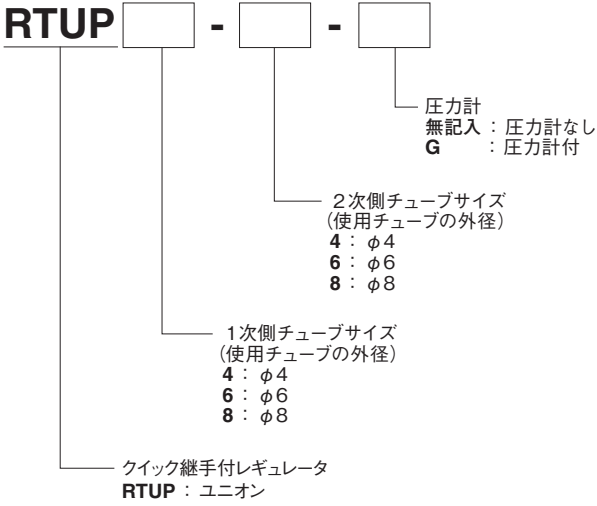 RTUP - -
圧力計
無記入 : 圧力計なし
G : 圧力計付
2次側チューブサイズ
(使用チューブの外径)
4 : φ4
6 : φ6
8 : φ8
1次側チューブサイズ
(使用チューブの外径)
4 : φ4
6 : φ6
8 : φ8
クイック継手付レギュレータ
RTUP : ユニオン